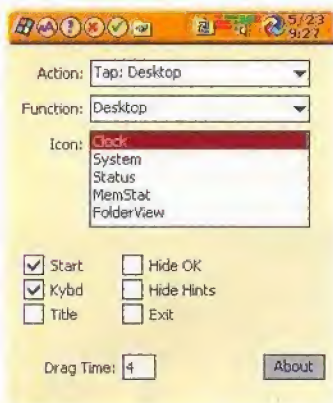 5/23
9:27
Action: Tap: Desktop
Function: Desktop
Icon: Clock
System
Status
MemStat
FolderView
Start Hide OK
Kybd Hide Hints
Title Exit
Drag Time: 4 About